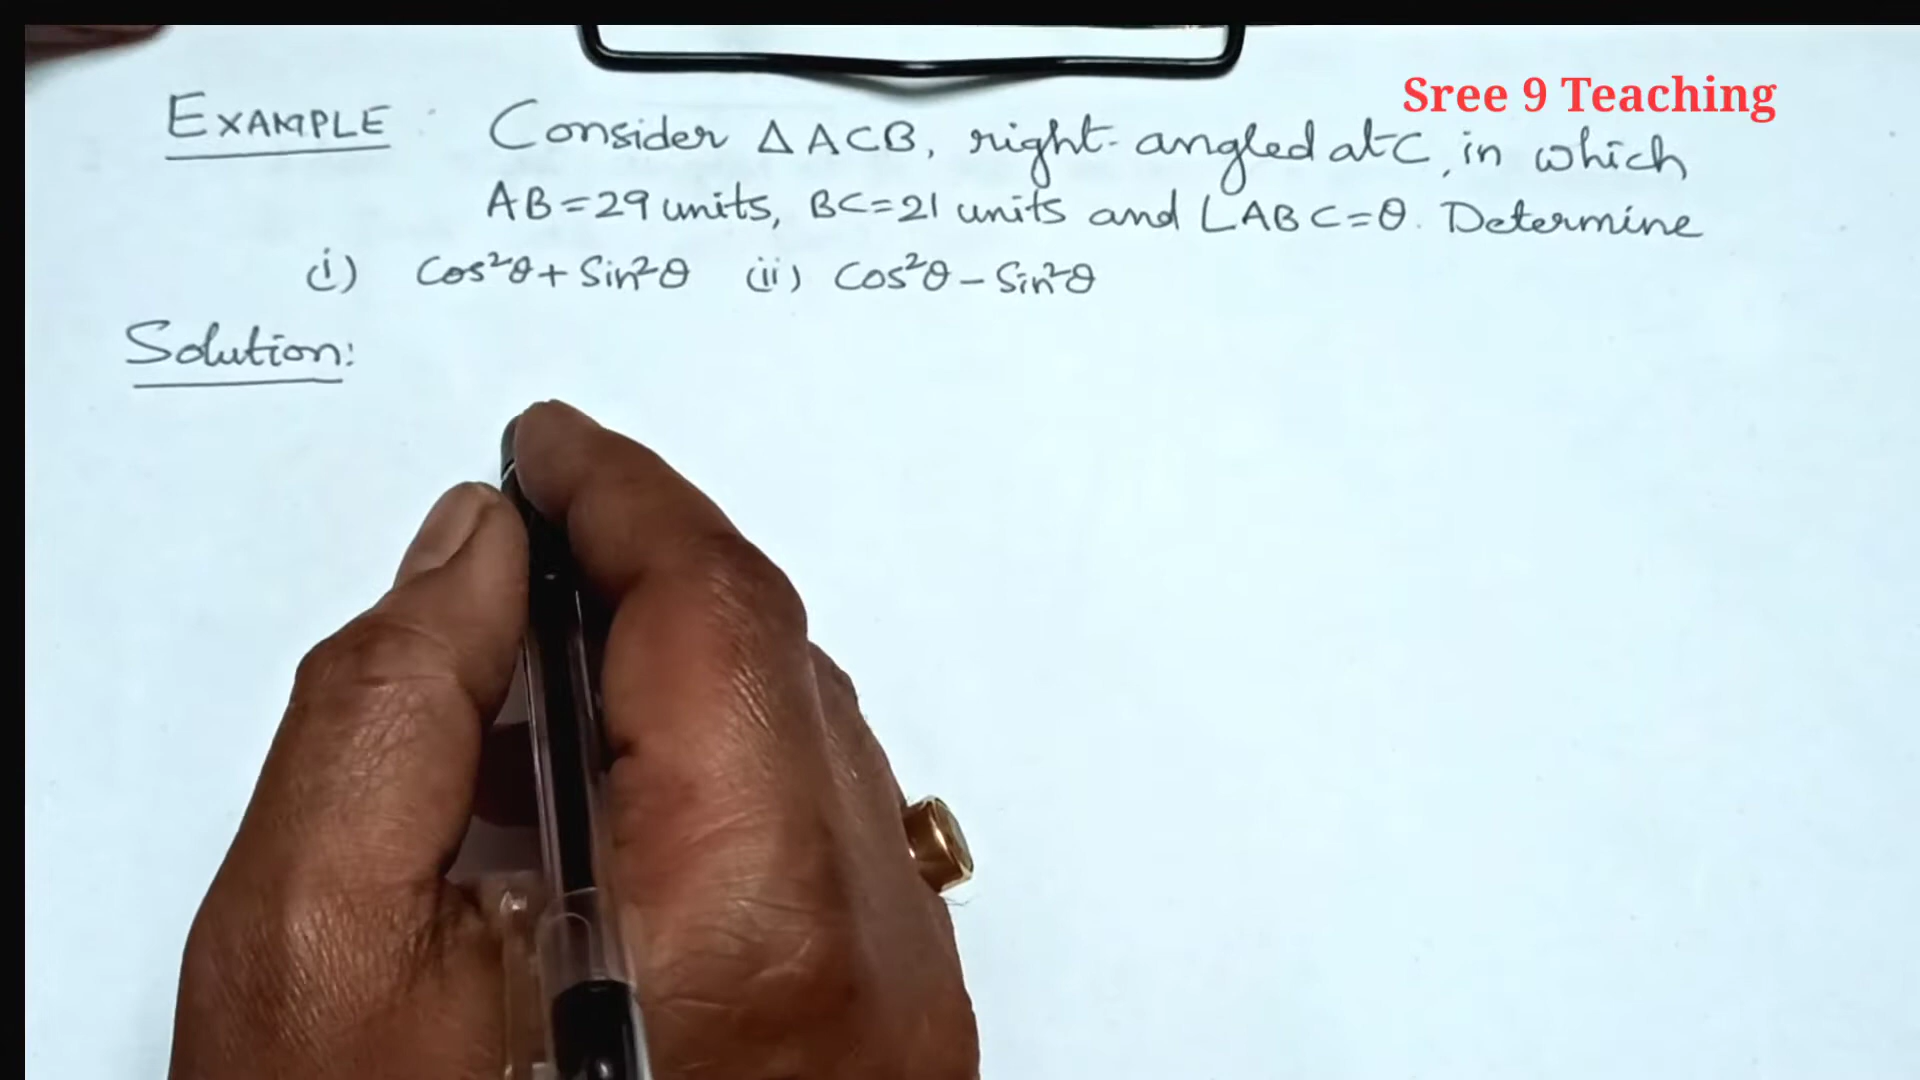 Sree 9 Teaching
EXAMPLE : Consider ΔACB, right-angled at C, in which
AB=29 units, BC=21 units and ∟ABC=θ. Determine
(i) Cos²θ + Sin²θ (ii) Cos²θ − Sin²θ
Solution: